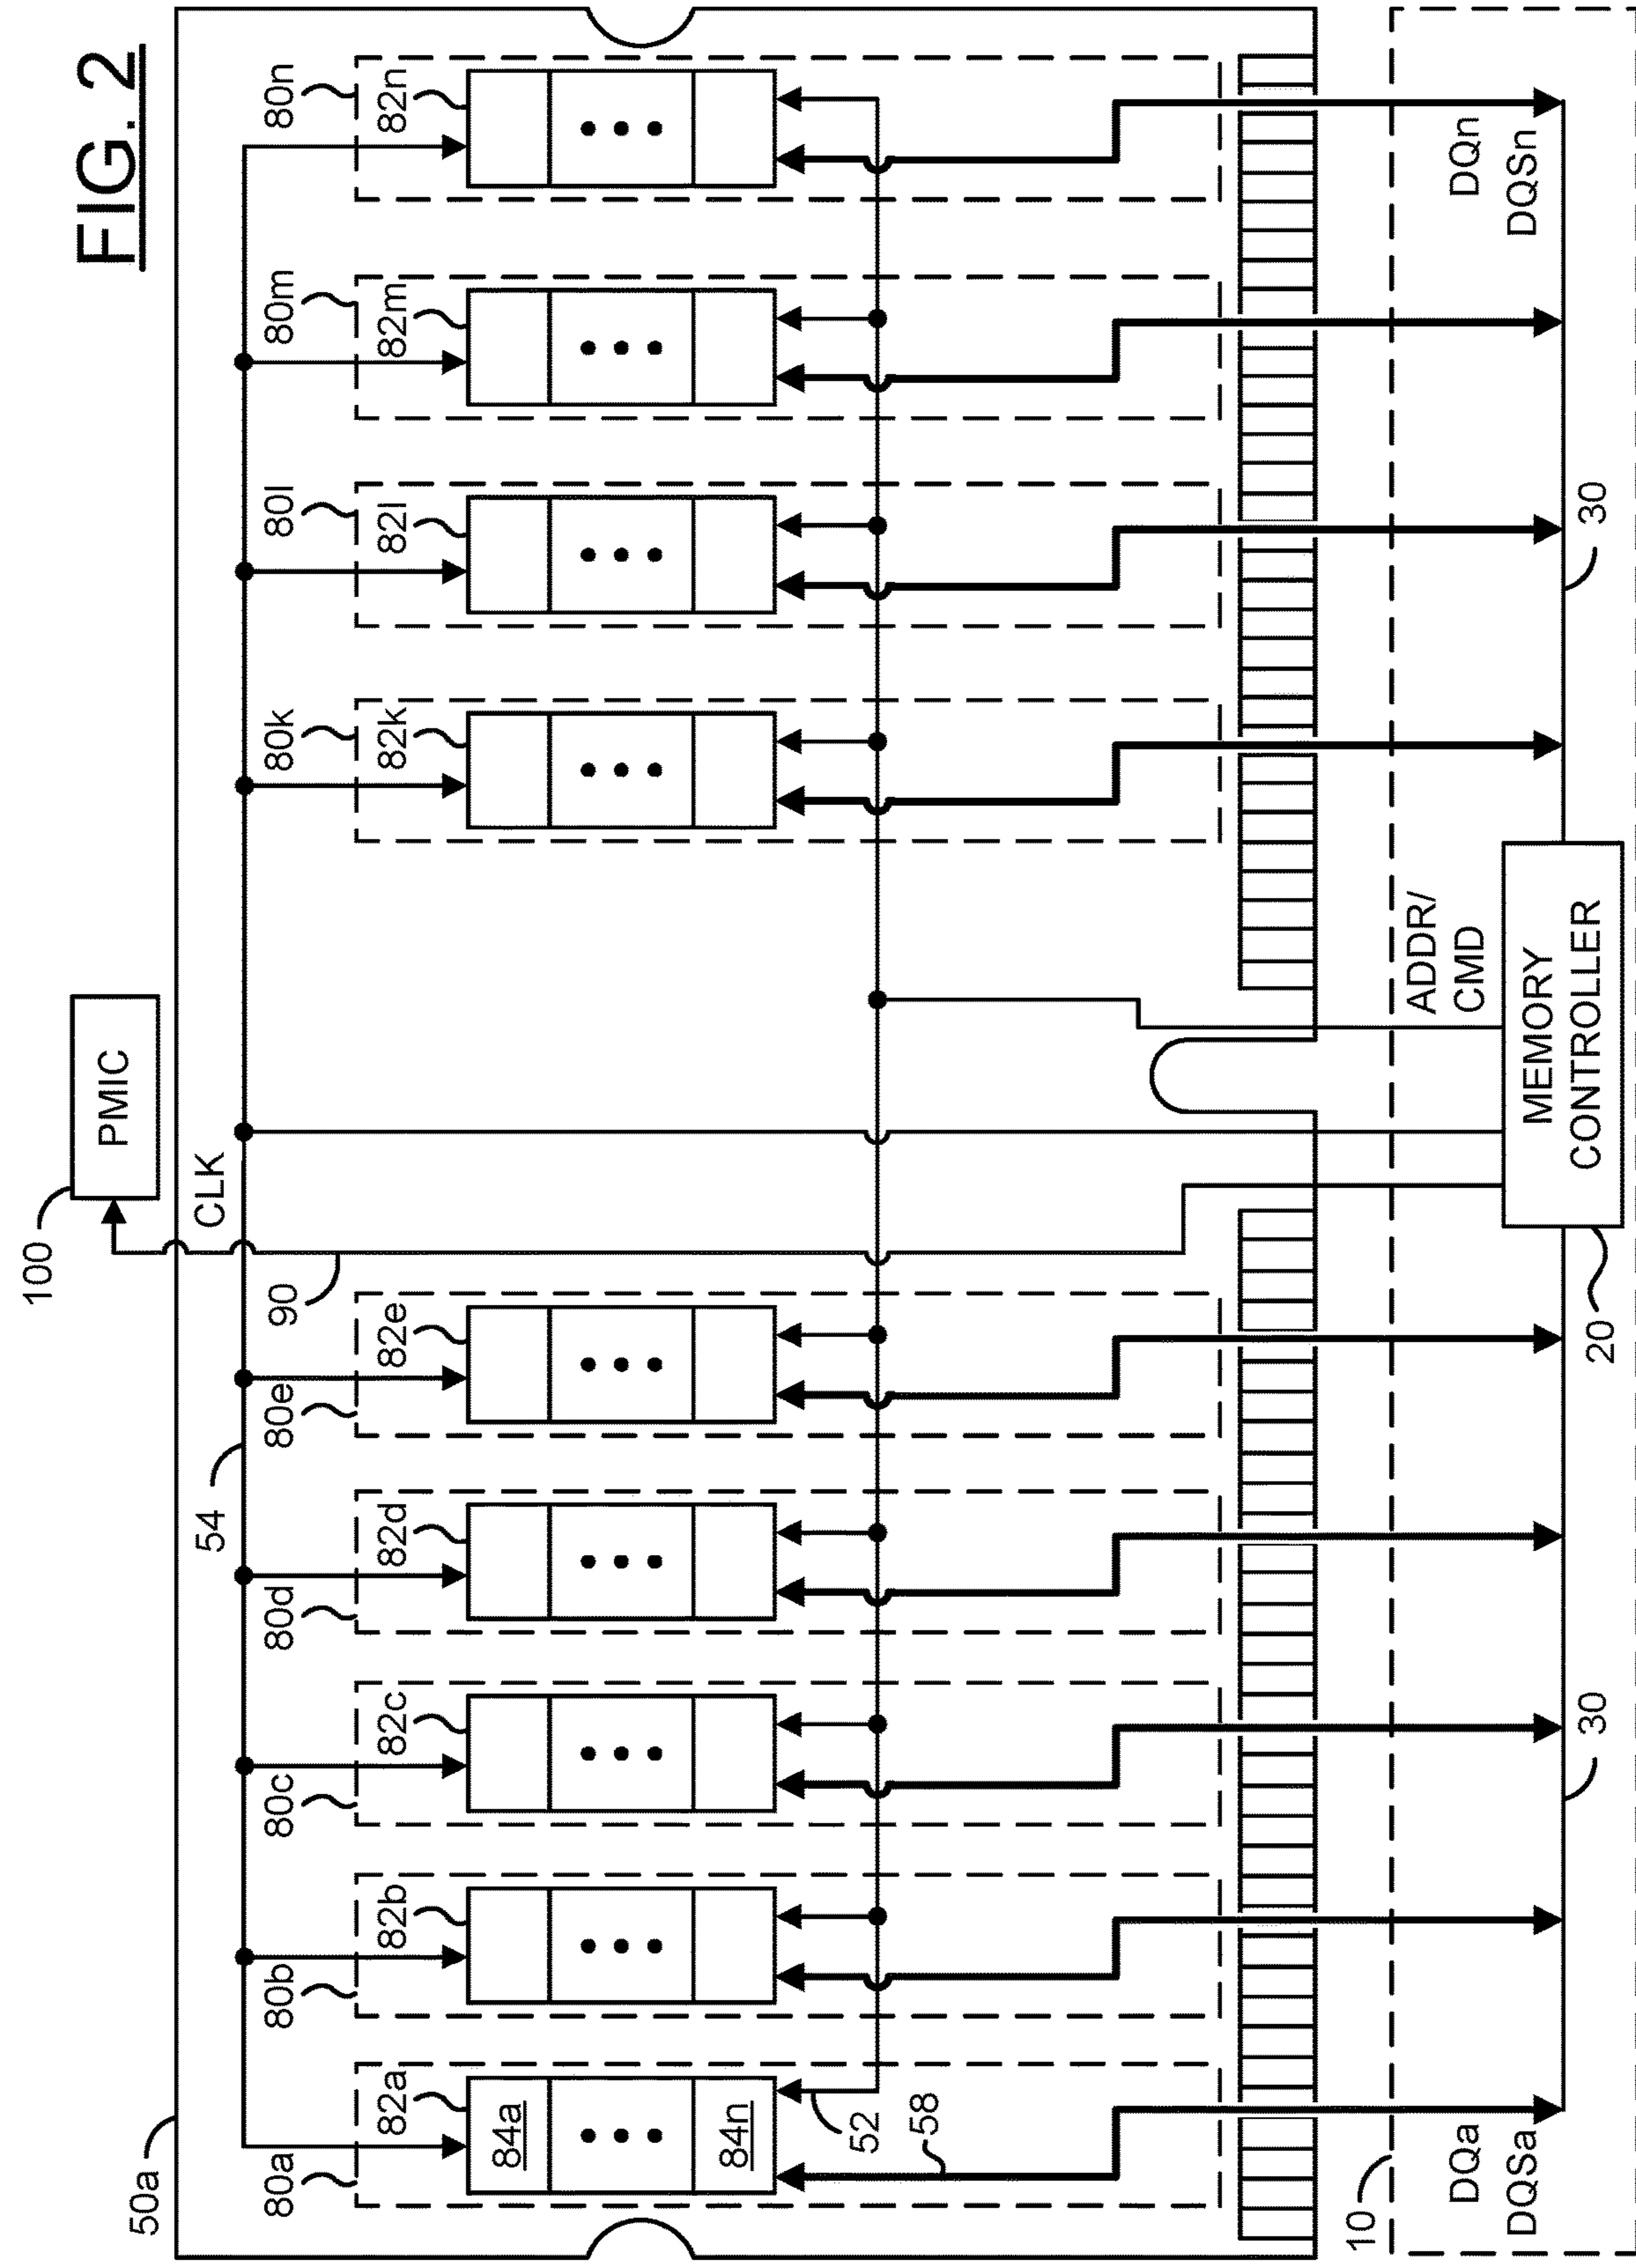 FIG. 2
100
PMIC
50a
54
CLK
90
80a
80b
80c
80d
80e
80k
80l
80m
80n
82a
82b
82c
82d
82e
82k
82l
82m
82n
84a
84n
52
58
10
ADDR/
CMD
DQa
DQSa
DQn
DQSn
MEMORY
CONTROLLER
30
20
30